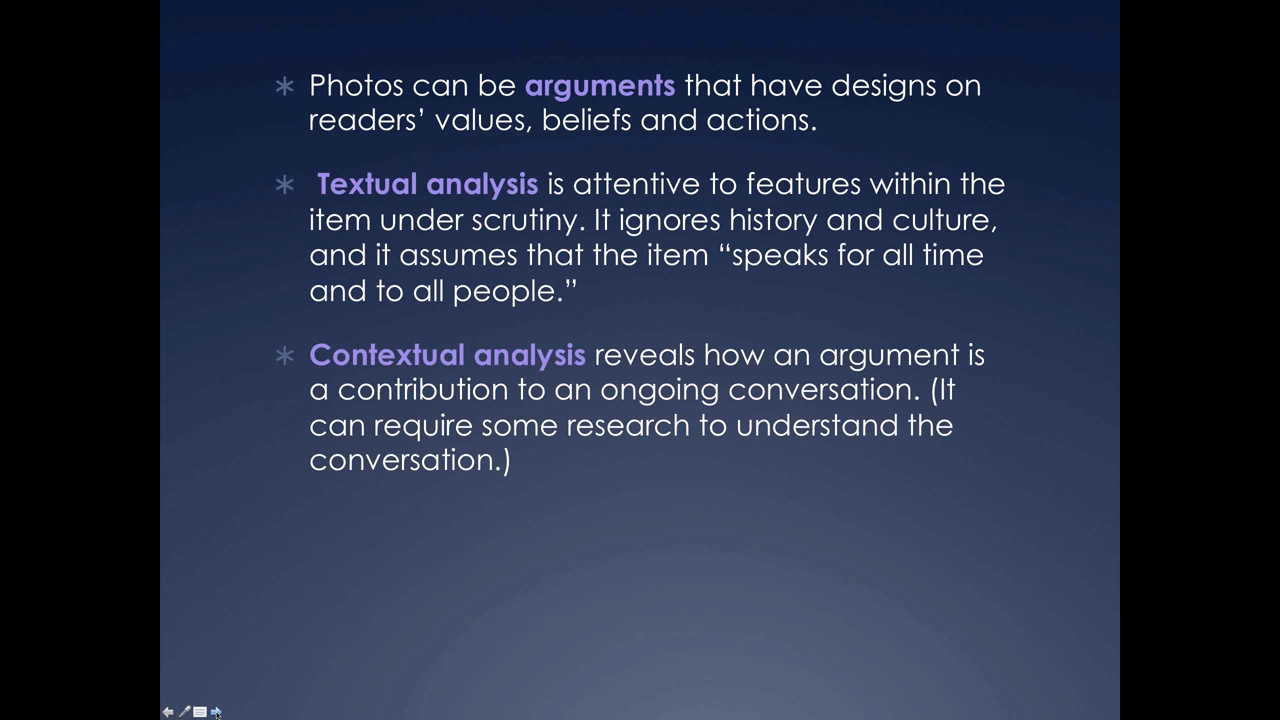 Photos can be arguments that have designs on
readers’ values, beliefs and actions.
Textual analysis is attentive to features within the
item under scrutiny. It ignores history and culture,
and it assumes that the item “speaks for all time
and to all people.”
Contextual analysis reveals how an argument is
a contribution to an ongoing conversation. (It
can require some research to understand the
conversation.)